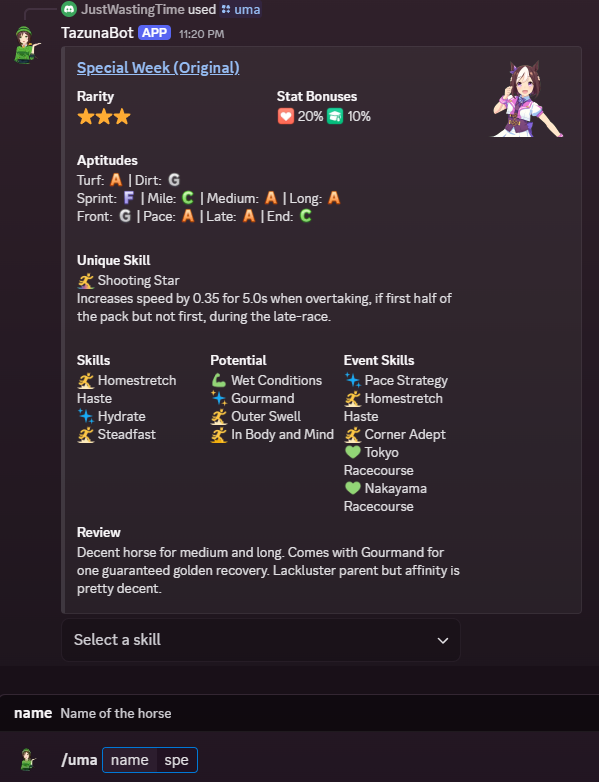 JustWastingTime used uma
TazunaBot APP 11:20 PM
Special Week (Original)
Rarity
Stat Bonuses
20% 10%
Aptitudes
Turf: A | Dirt: G
Sprint: F | Mile: C | Medium: A | Long: A
Front: G | Pace: A | Late: A | End: C
Unique Skill
Shooting Star
Increases speed by 0.35 for 5.0s when overtaking, if first half of
the pack but not first, during the late-race.
Skills
Homestretch
Haste
Hydrate
Steadfast
Potential
Wet Conditions
Gourmand
Outer Swell
In Body and Mind
Event Skills
Pace Strategy
Homestretch
Haste
Corner Adept
Tokyo
Racecourse
Nakayama
Racecourse
Review
Decent horse for medium and long. Comes with Gourmand for
one guaranteed golden recovery. Lackluster parent but affinity is
pretty decent.
Select a skill
name Name of the horse
/uma name spe